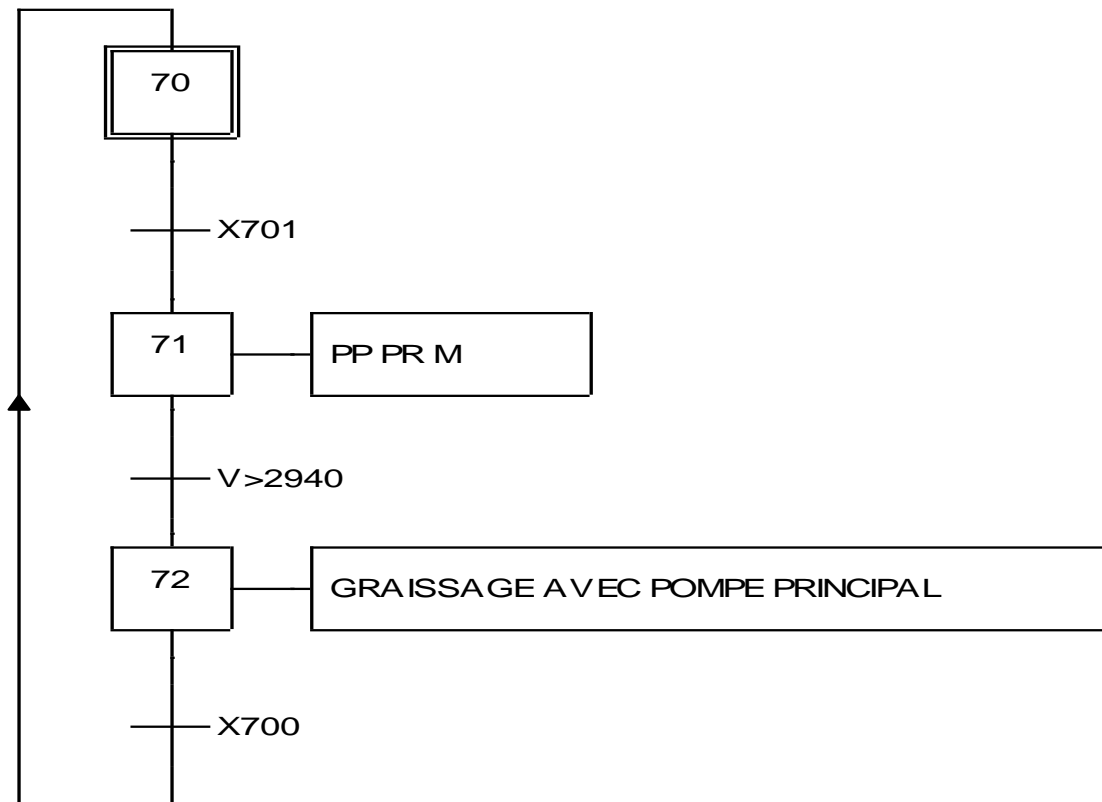 70
X701
71
PP PR M
V>2940
72
GRAISSAGE AVEC POMPE PRINCIPAL
X700